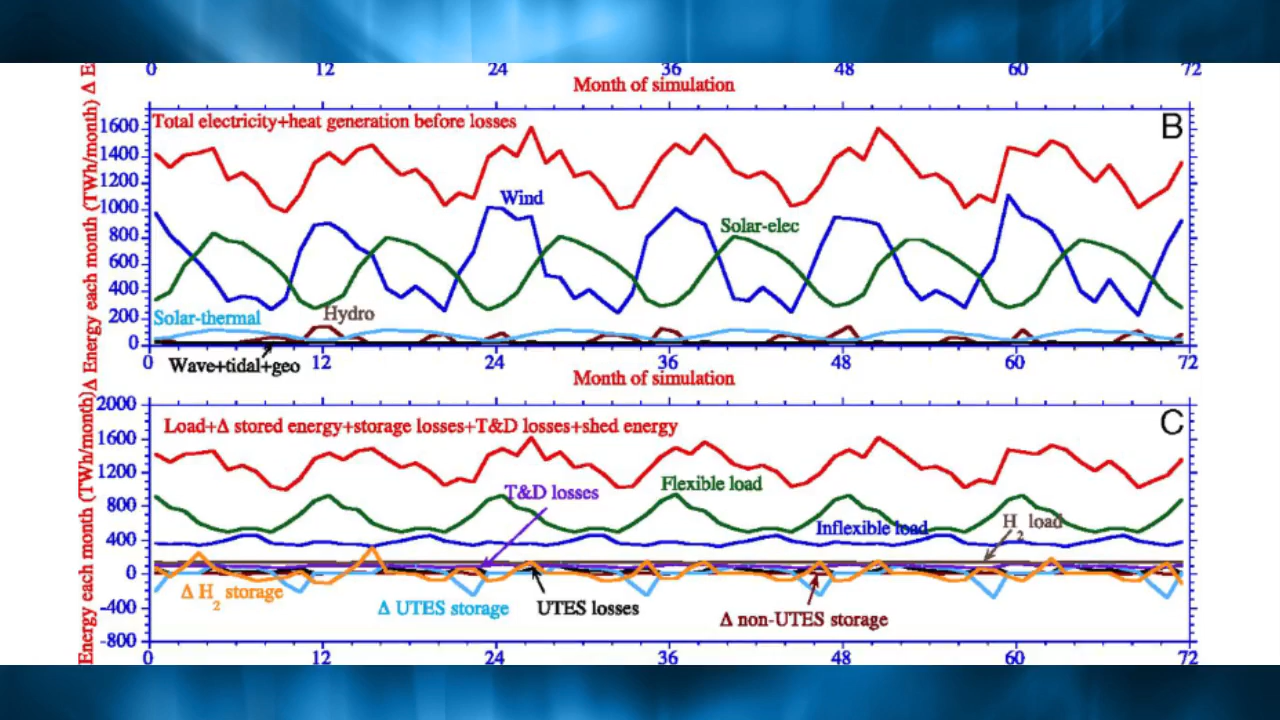 0 12 24 36 48 60 72
Month of simulation
Δ E
Energy each month (TWh/month)
B
Total electricity+heat generation before losses
1600
1400
1200
1000
800
600
400
200
0
Wind
Solar-elec
Solar-thermal
Hydro
Wave+tidal+geo
0 12 24 36 48 60 72
Month of simulation
Δ Energy each month (TWh/month)
C
Load+Δ stored energy+storage losses+T&D losses+shed energy
2000
1600
1200
800
400
0
-400
-800
T&D losses
Flexible load
Inflexible load
H2 load
Δ H2 storage
Δ UTES storage
UTES losses
Δ non-UTES storage
0 12 24 36 48 60 72